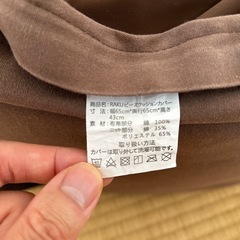 商品名：RAKUビーズクッションカバー
寸法：幅65cm*奥行65cm*高さ
43cm
素材：布帛部分 綿 100%
ニット部分 綿 35%
ポリエステル 65%
取り扱い方法
カバーは取り外して洗濯できます。